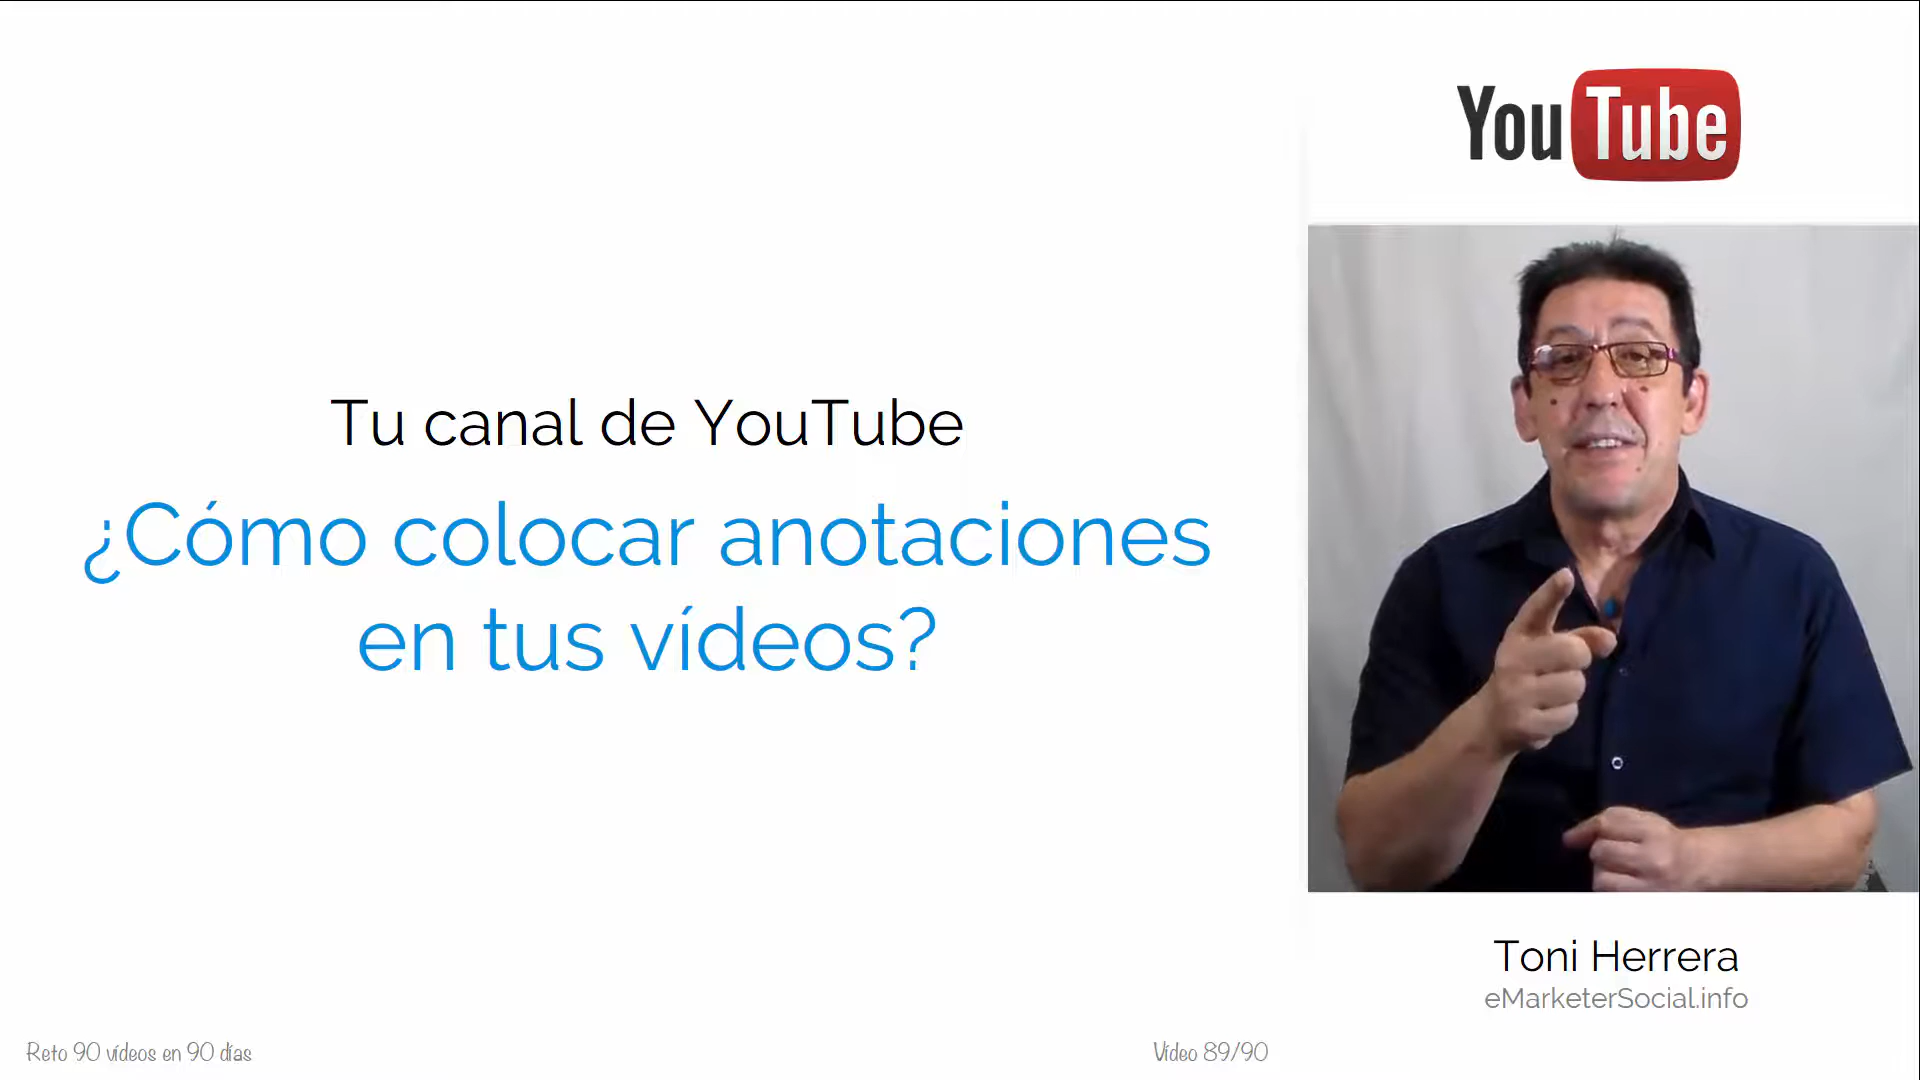 YouTube
Tu canal de YouTube
¿Cómo colocar anotaciones
en tus vídeos?
Toni Herrera
eMarketerSocial.info
Reto 90 vídeos en 90 días
Vídeo 89/90